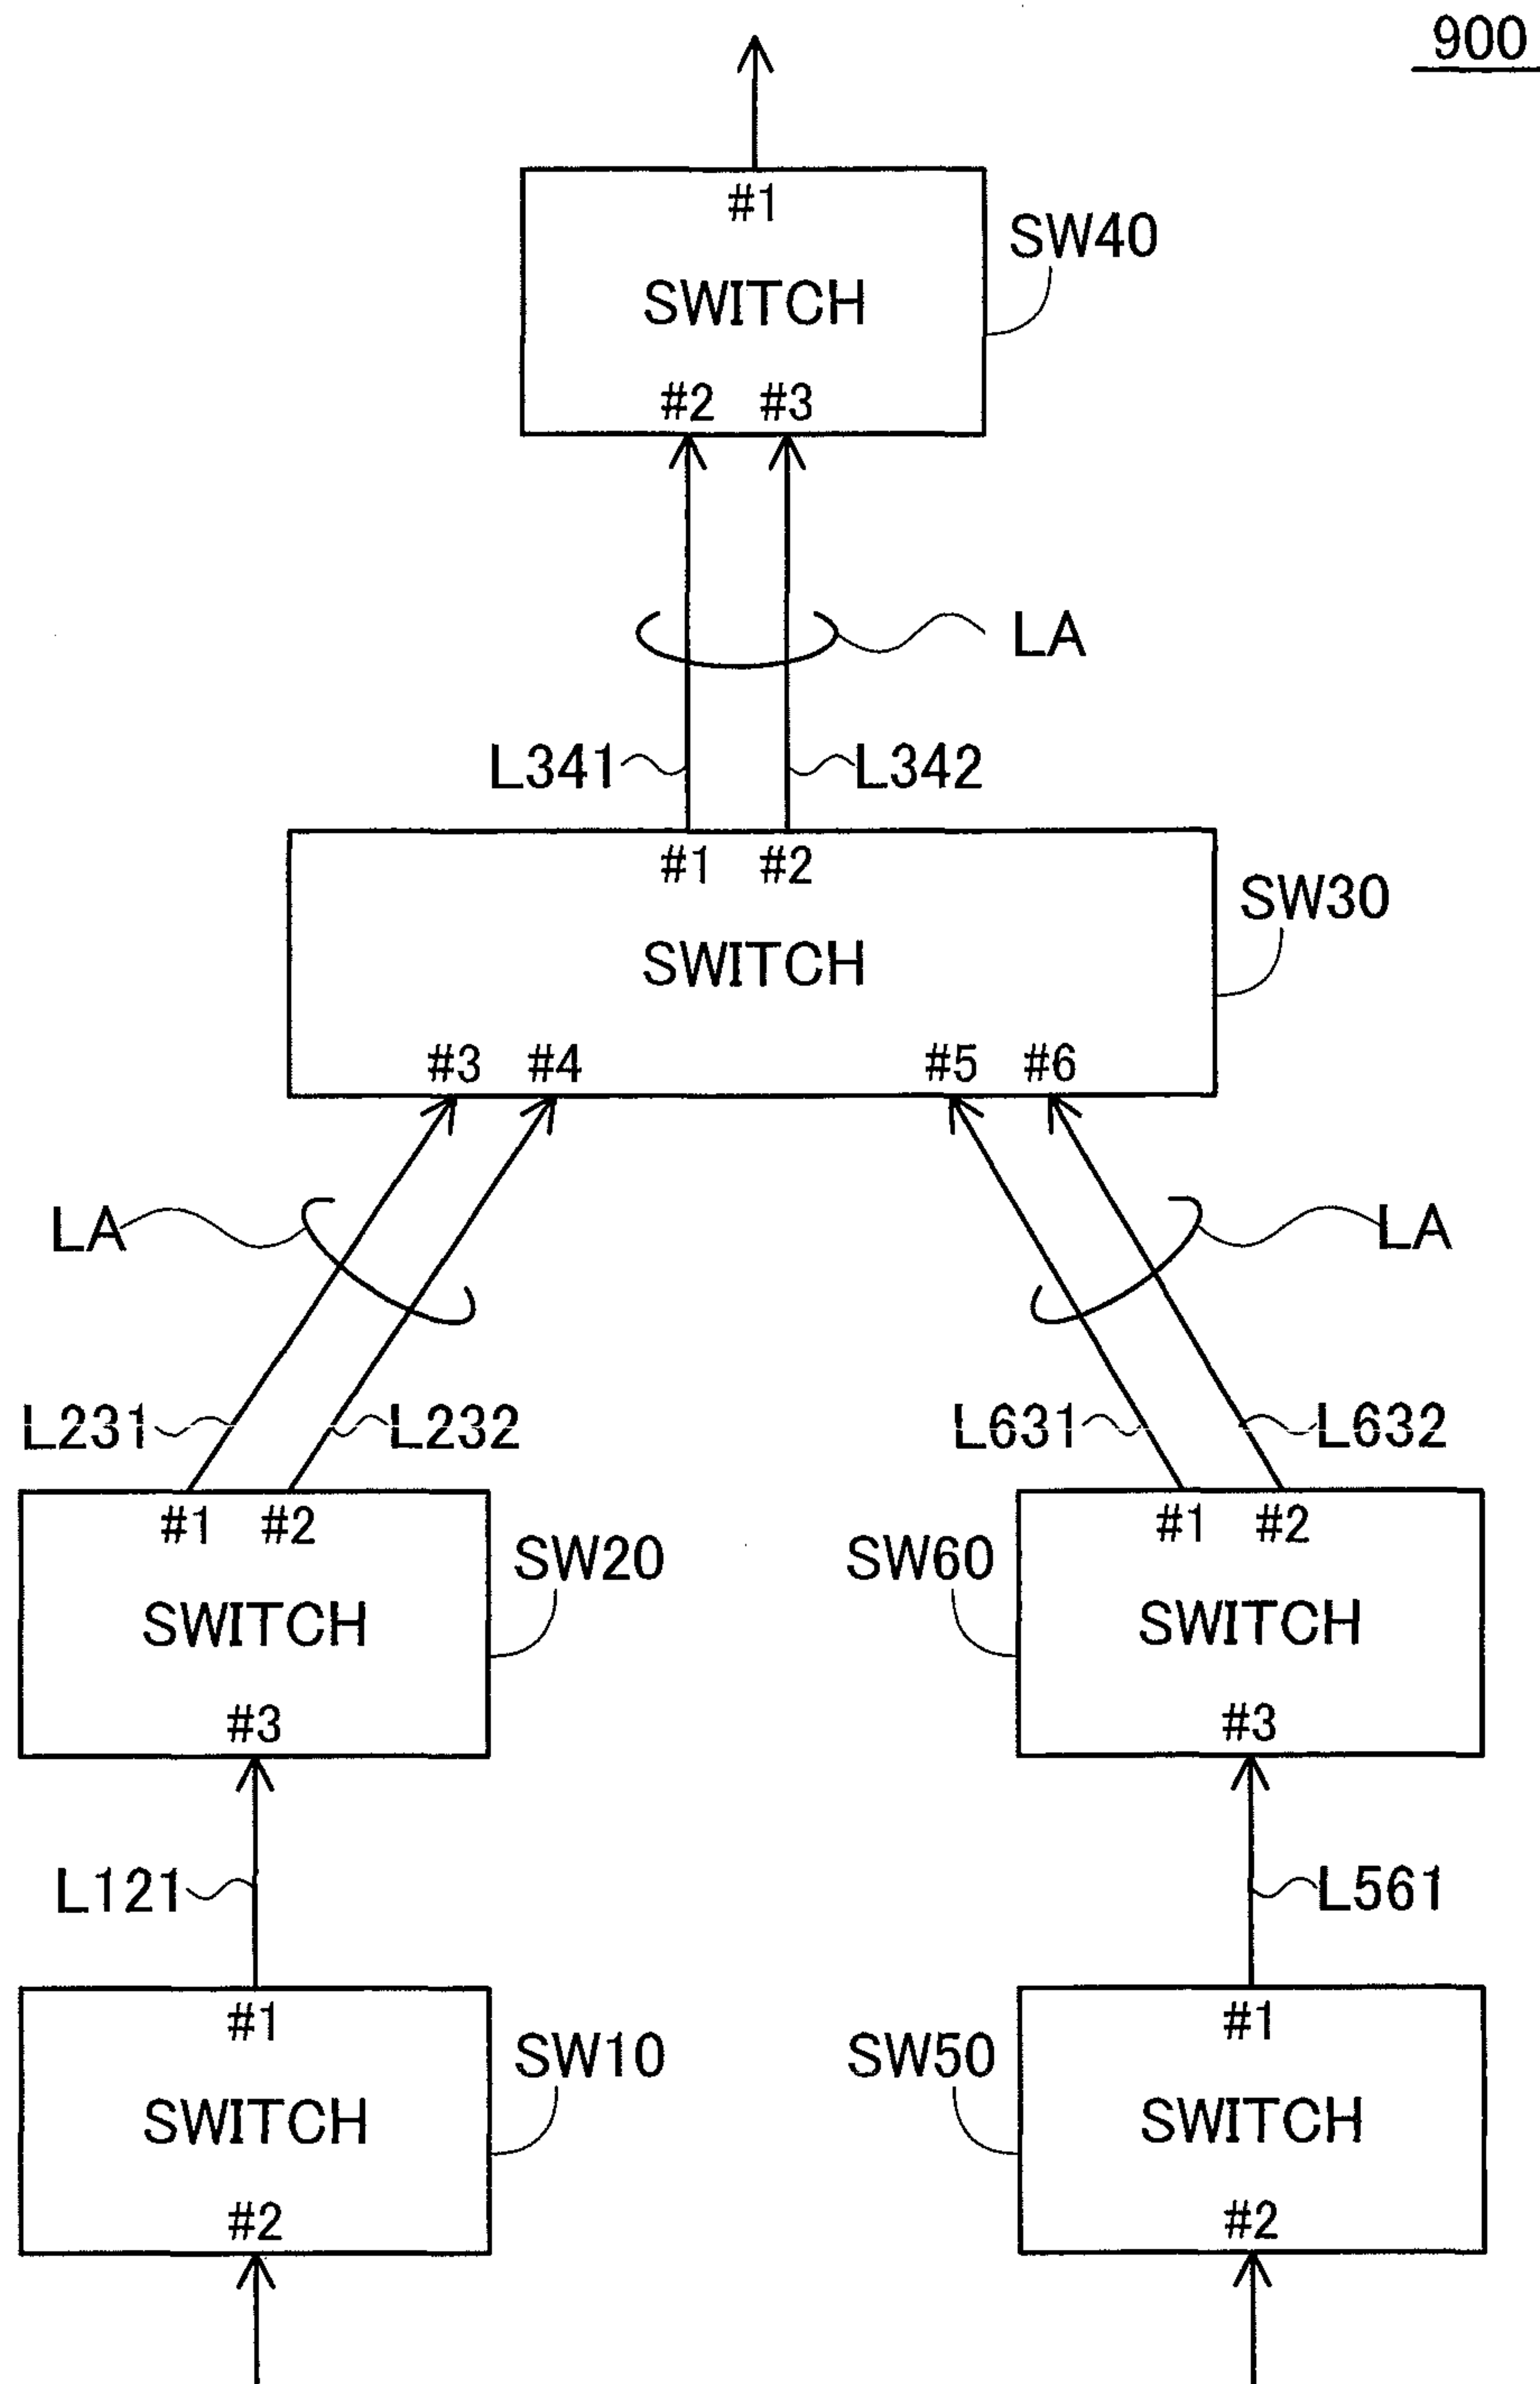 900
#1
SW40
SWITCH
#2 #3
LA
L341 L342
#1 #2
SW30
SWITCH
#3 #4 #5 #6
LA LA
L231 L232 L631 L632
#1 #2 #1 #2
SW20 SW60
SWITCH SWITCH
#3 #3
L121 L561
#1 #1
SW10 SW50
SWITCH SWITCH
#2 #2